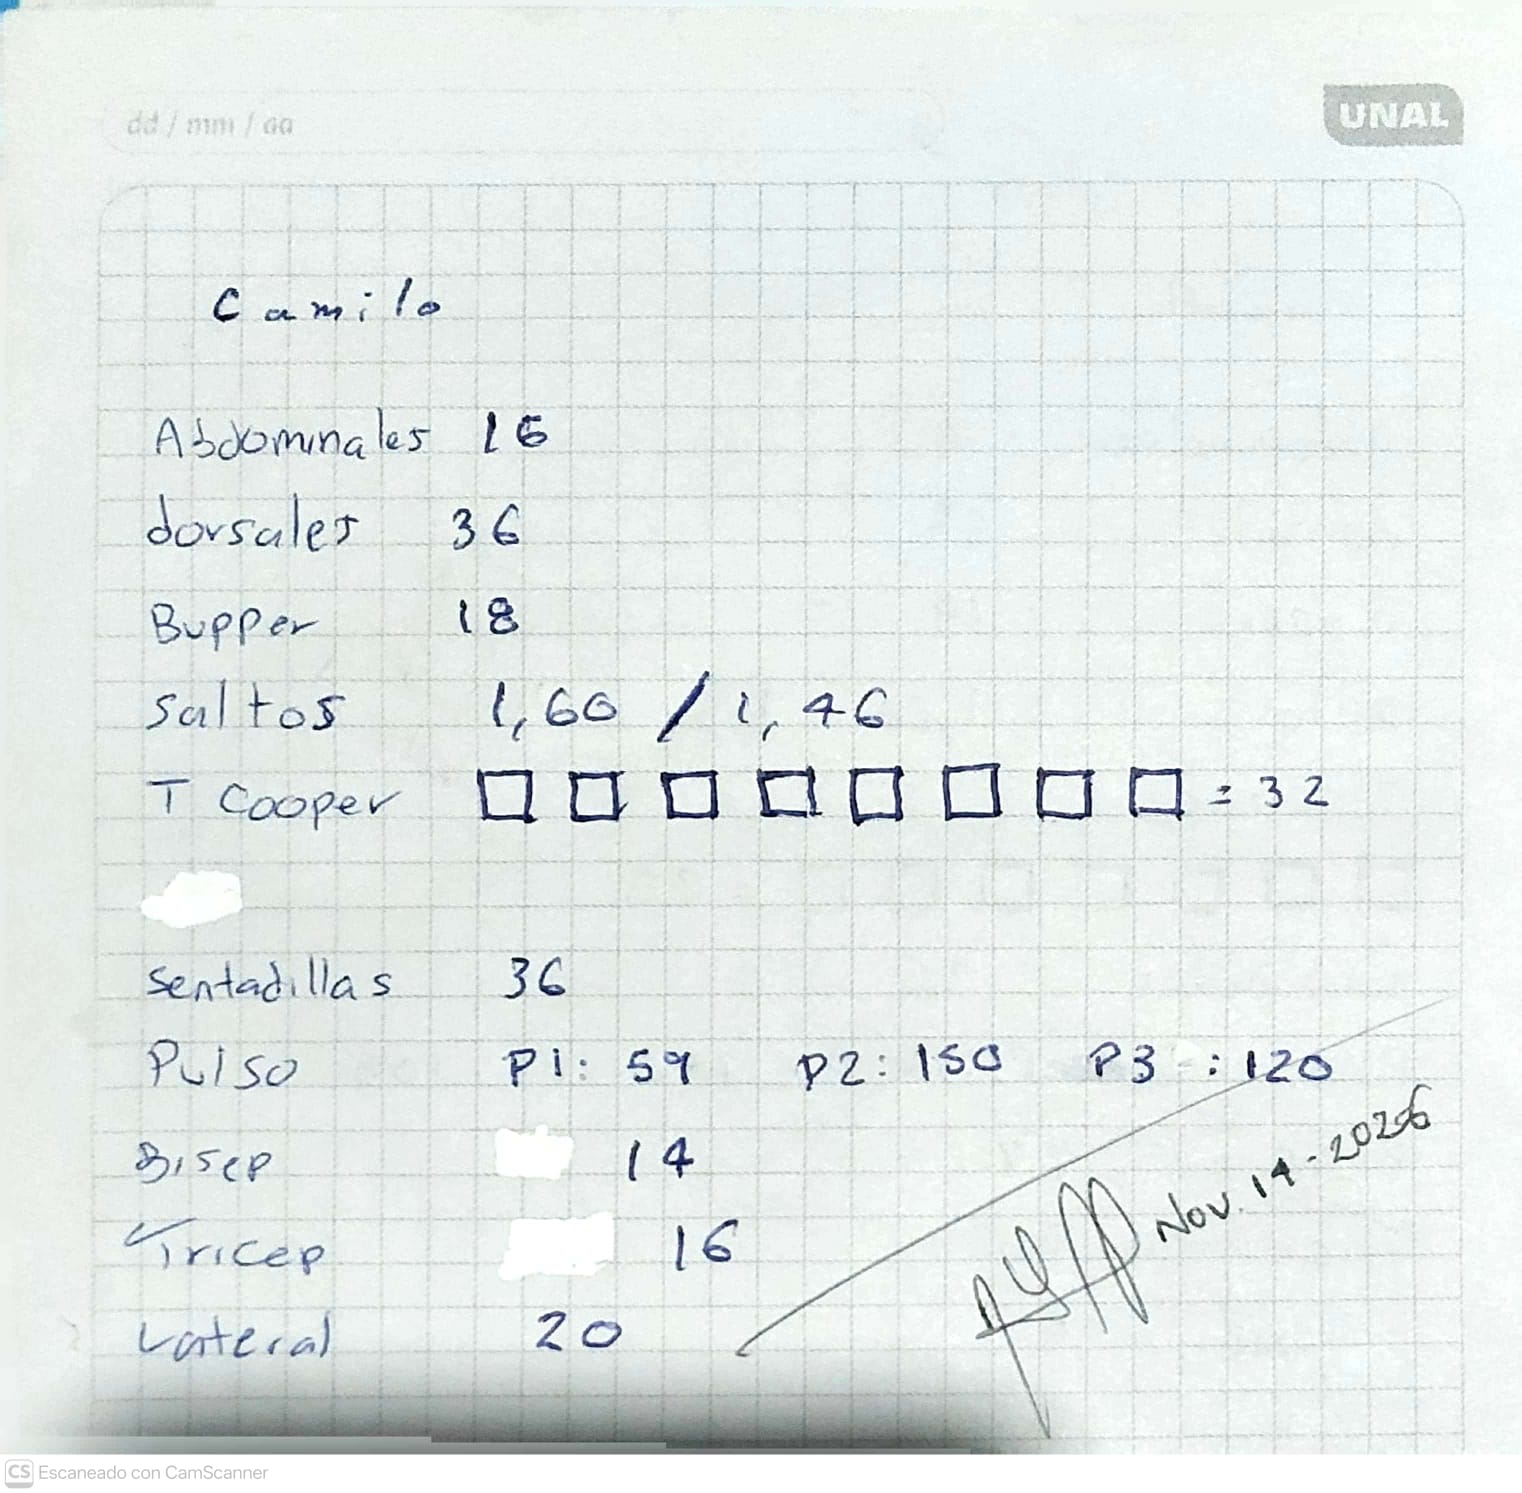 dd / mm / aa
UNAL
Camilo
Abdominales 16
dorsales 36
Bupper 18
saltos 1,60 / 1,46
T Cooper = 32
sentadillas 36
Pulso P1: 59 P2: 150 P3 : 120
Bisep 14
Tricep 16
Lateral 20
Nov. 14-2026
CS Escaneado con CamScanner